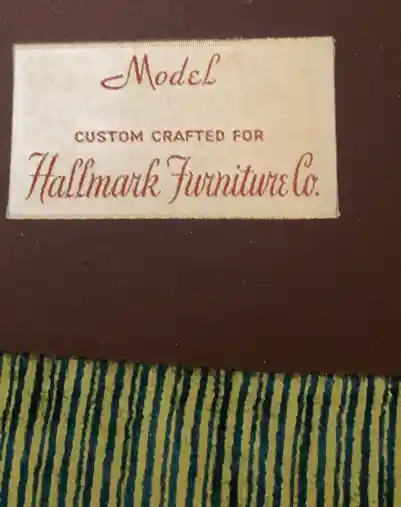 Model
CUSTOM CRAFTED FOR
Hallmark Furniture Co.